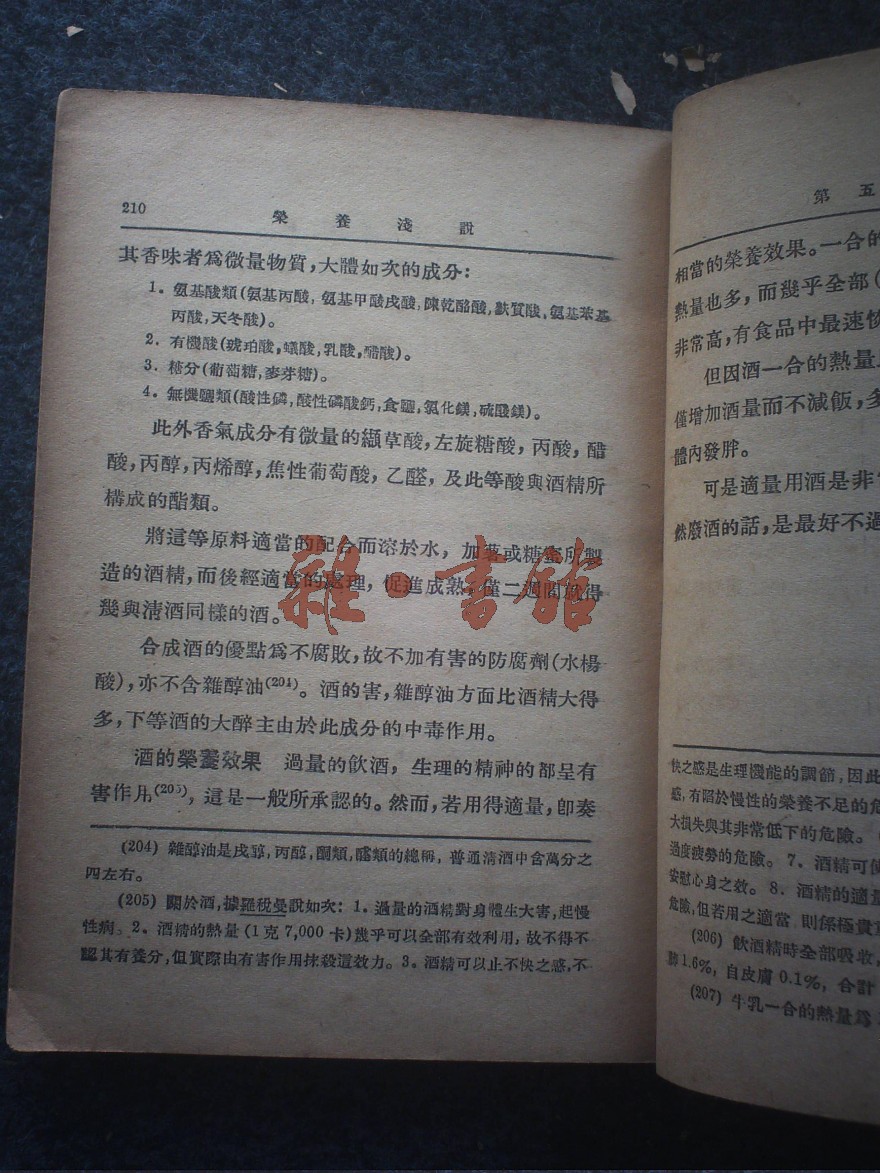 210
榮養淺說
其香味者爲微量物質，大體如次的成分：
1。氨基酸類(氨基丙酸，氨基甲酸戌酸，陳乾酪酸，麩質酸，氨基苯基
丙酸，天冬酸)。
2。有機酸(琥珀酸，蟻酸，乳酸，醋酸)。
3。糖分(葡萄糖，麥芽糖)。
4。無機鹽類(酸性磷，酸性磷酸鈣，食鹽，氯化鎂，硫酸鎂)。
此外香氣成分有微量的纈草酸，左旋糖酸，丙酸，醋
酸，丙醇，丙烯醇，焦性葡萄酸，乙醛，及此等酸與酒精所
構成的酯類。
將這等原料適當的配合而溶於水，加薯或糖蜜所製
造的酒精，而後經適當的處理，促進成熟，僅二週間就得
幾與淸酒同樣的酒。
合成酒的優點爲不腐敗，故不加有害的防腐劑(水楊
酸)，亦不含雜醇油(204)。酒的害，雜醇油方面比酒精大得
多，下等酒的大醉主由於此成分的中毒作用。
酒的榮養效果　過量的飲酒，生理的精神的都呈有
害作用(205)，這是一般所承認的。然而，若用得適量，卽奏
(204) 雜醇油是戌醇，丙醇，酮類，醛類的總稱，普通淸酒中含萬分之
四左右。
(205) 關於酒，據羅稅曼說如次：1。過量的酒精對身體生大害，起慢
性病。2。酒精的熱量(1克7,000卡)幾乎可以全部有效利用，故不得不
認其有養分，但實際由有害作用抹殺這效力。3。酒精可以止不快之感，不
第五
相當的榮養效果。一合的
熱量也多，而幾乎全部(
非常高，有食品中最速
但因酒一合的熱量
僅增加酒量而不減飯，多
體內發胖。
可是適量用酒是非
然廢酒的話，是最好不過
快之感是生理機能的調節，因此
感，有陷於慢性的榮養不足的危
大損失與其非常低下的危險。
過度疲勞的危險。7。酒精可使
安慰心身之效。8。酒精的適量
危險，但若用之適當 則係極貴重
(206) 飲酒精時全部吸收，
肺1.6%，自皮膚0.1%，合計
(207) 牛乳一合的熱量爲
雜·書館